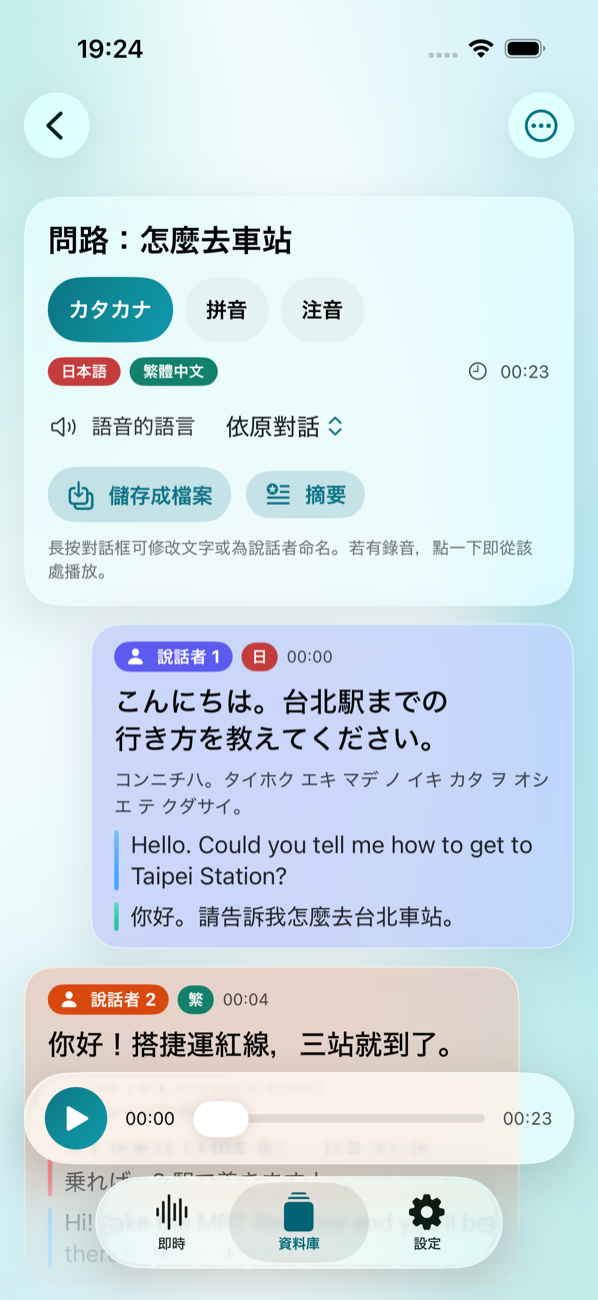 19:24
問路：怎麼去車站
カタカナ
拼音
注音
日本語
繁體中文
00:23
語音的語言
依原對話
儲存成檔案
摘要
長按對話框可修改文字或為說話者命名。若有錄音，點一下即從該
處播放。
說話者 1
日
00:00
こんにちは。台北駅までの
行き方を教えてください。
コンニチハ。タイホク エキ マデ ノ イキ カタ ヲ オシ
エ テ クダサイ。
Hello. Could you tell me how to get to
Taipei Station?
你好。請告訴我怎麼去台北車站。
說話者 2
繁
00:04
你好！搭捷運紅線，三站就到了。
00:00
00:23
乗れば
Hi!
即時
資料庫
設定